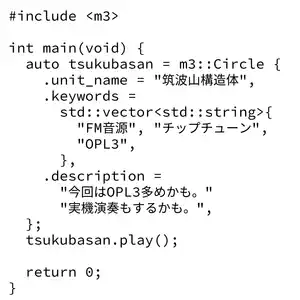 #include <m3>
int main(void) {
auto tsukubasan = m3::Circle {
.unit_name = "筑波山構造体",
.keywords =
std::vector<std::string>{
"FM音源", "チップチューン",
"OPL3",
},
.description =
"今回はOPL3多めかも。"
"実機演奏もするかも。",
};
tsukubasan.play();
return 0;
}